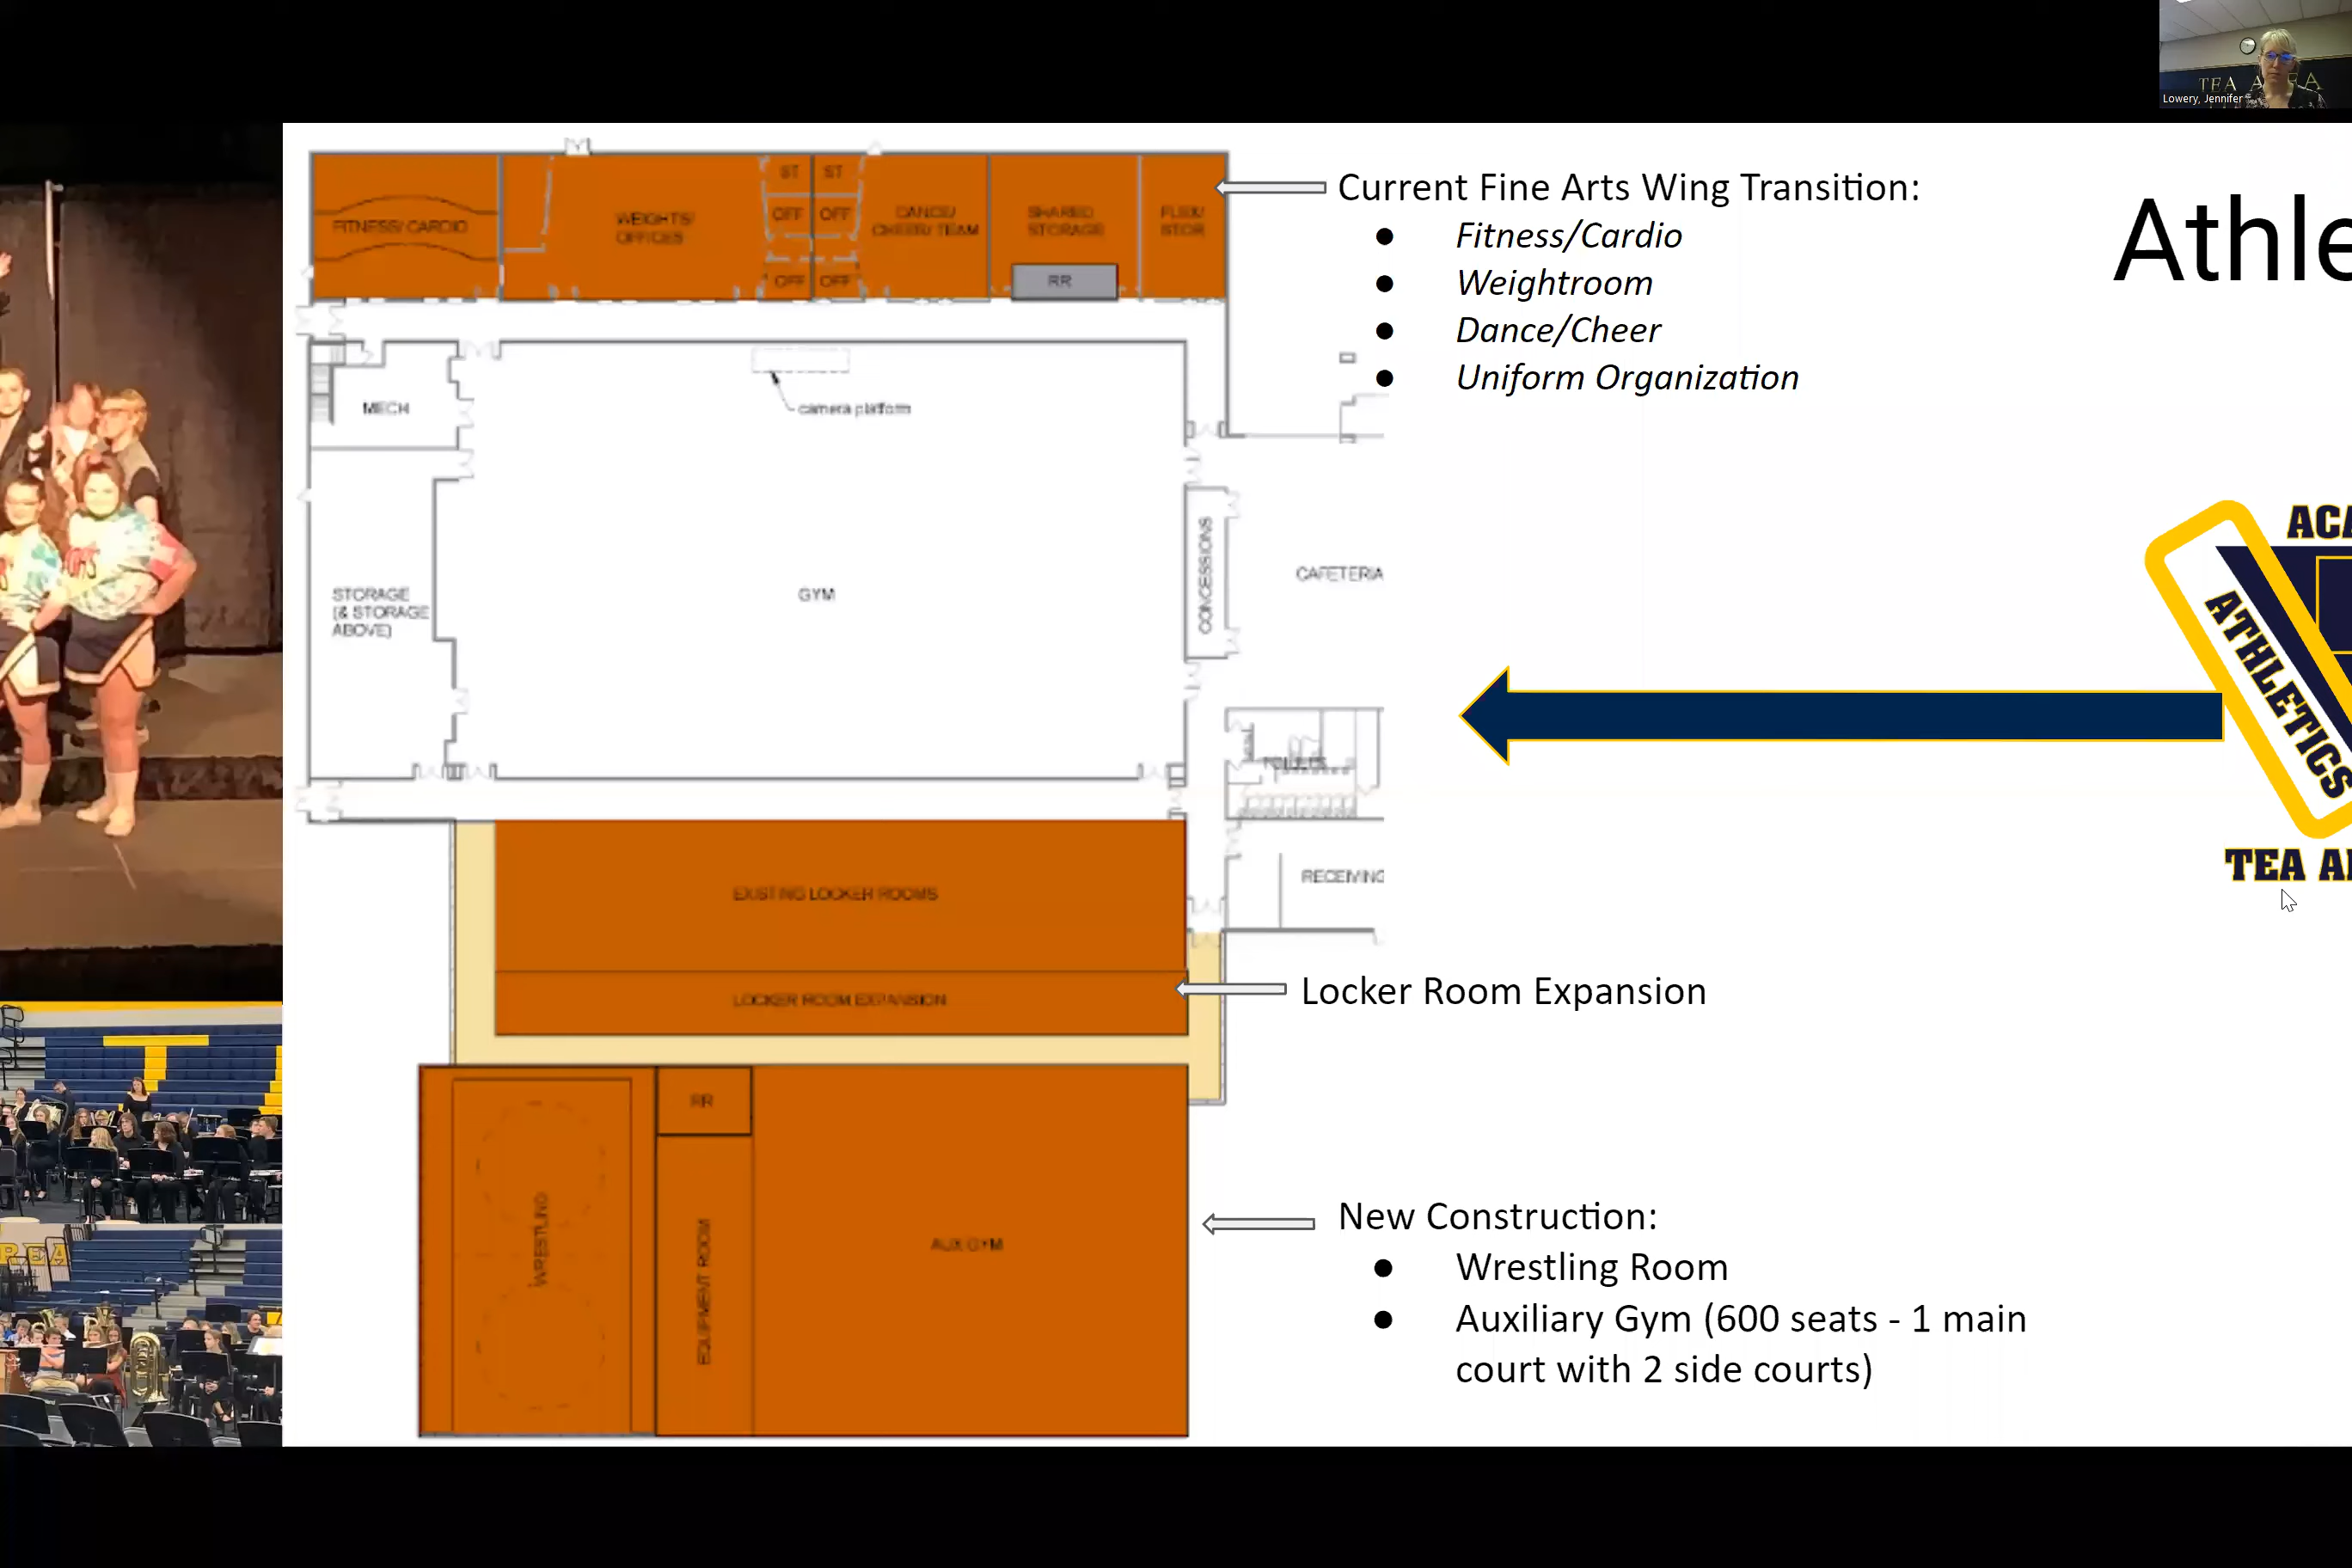 TEA AREA
Lowery, Jennifer
Athle
Current Fine Arts Wing Transition:
● Fitness/Cardio
● Weightroom
● Dance/Cheer
● Uniform Organization
FITNESS/ CARDIO
WEIGHTS/
OFFICES
ST ST
OFF OFF
OFF OFF
DANCE/
CHEER/ TEAM
SHARED
STORAGE
RR
FLEX/
STOR
MECH
camera platform
STORAGE
(& STORAGE
ABOVE)
GYM
CONCESSIONS
CAFETERIA
TOILETS
RECEIVING
ACA
ATHLETICS
TEA A
EXISTING LOCKER ROOMS
LOCKER ROOM EXPANSION
Locker Room Expansion
WRESTLING
RR
EQUIPMENT ROOM
AUX GYM
New Construction:
● Wrestling Room
● Auxiliary Gym (600 seats - 1 main
court with 2 side courts)
T
REA